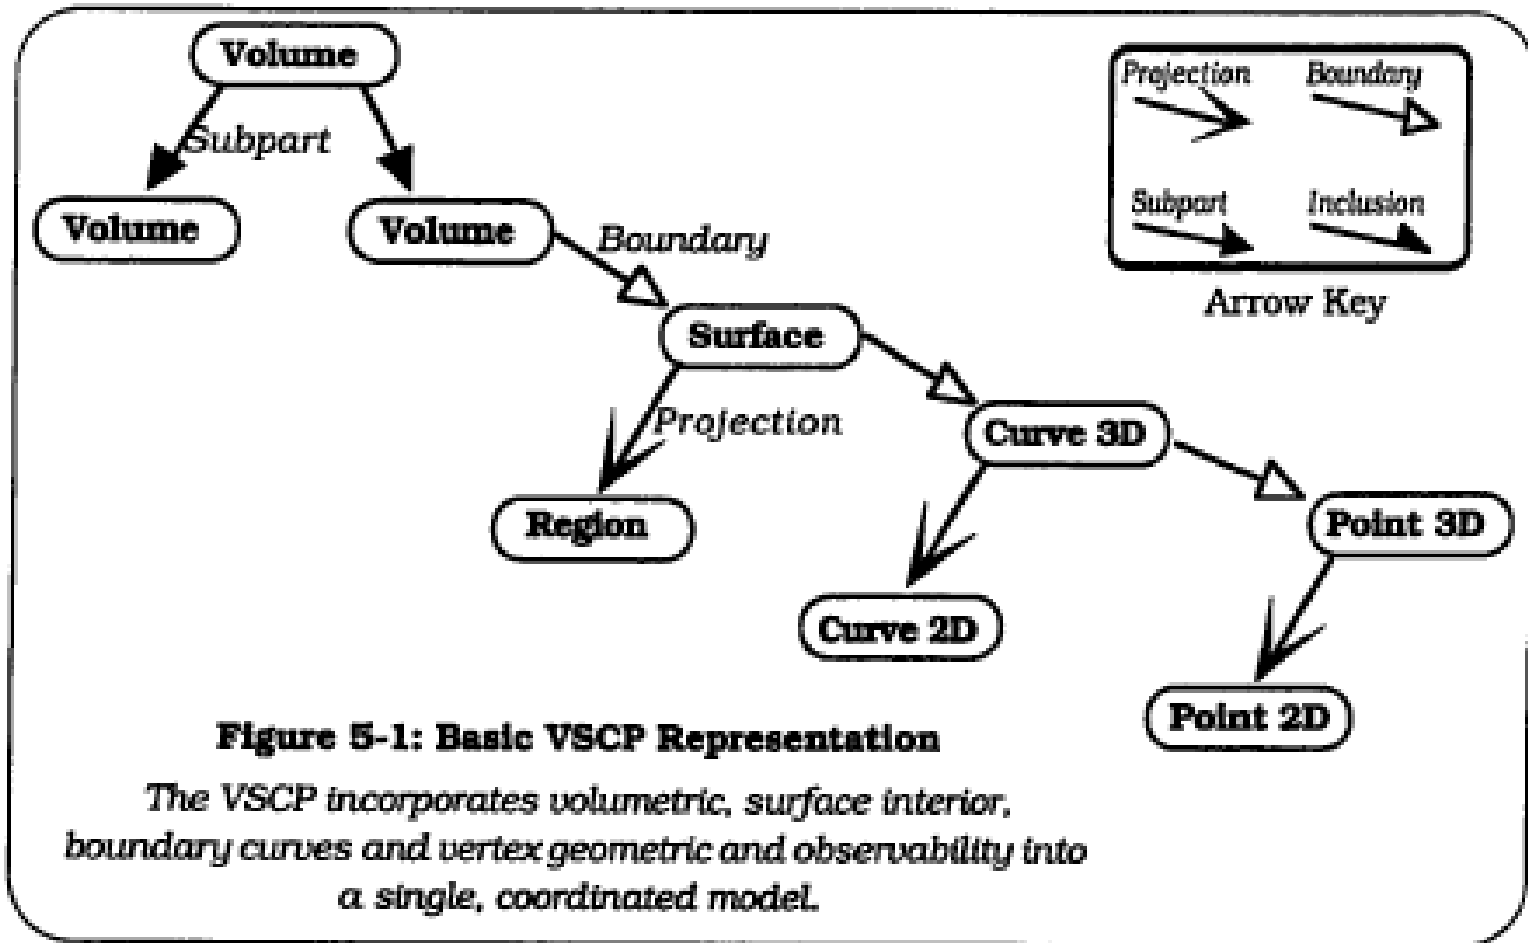 Volume
Projection Boundary
Subpart
Subpart Inclusion
Volume Volume
Boundary
Arrow Key
Surface
Projection
Curve 3D
Region
Point 3D
Curve 2D
Point 2D
Figure 5-1: Basic VSCP Representation
The VSCP incorporates volumetric, surface interior,
boundary curves and vertex geometric and observability into
a single, coordinated model.